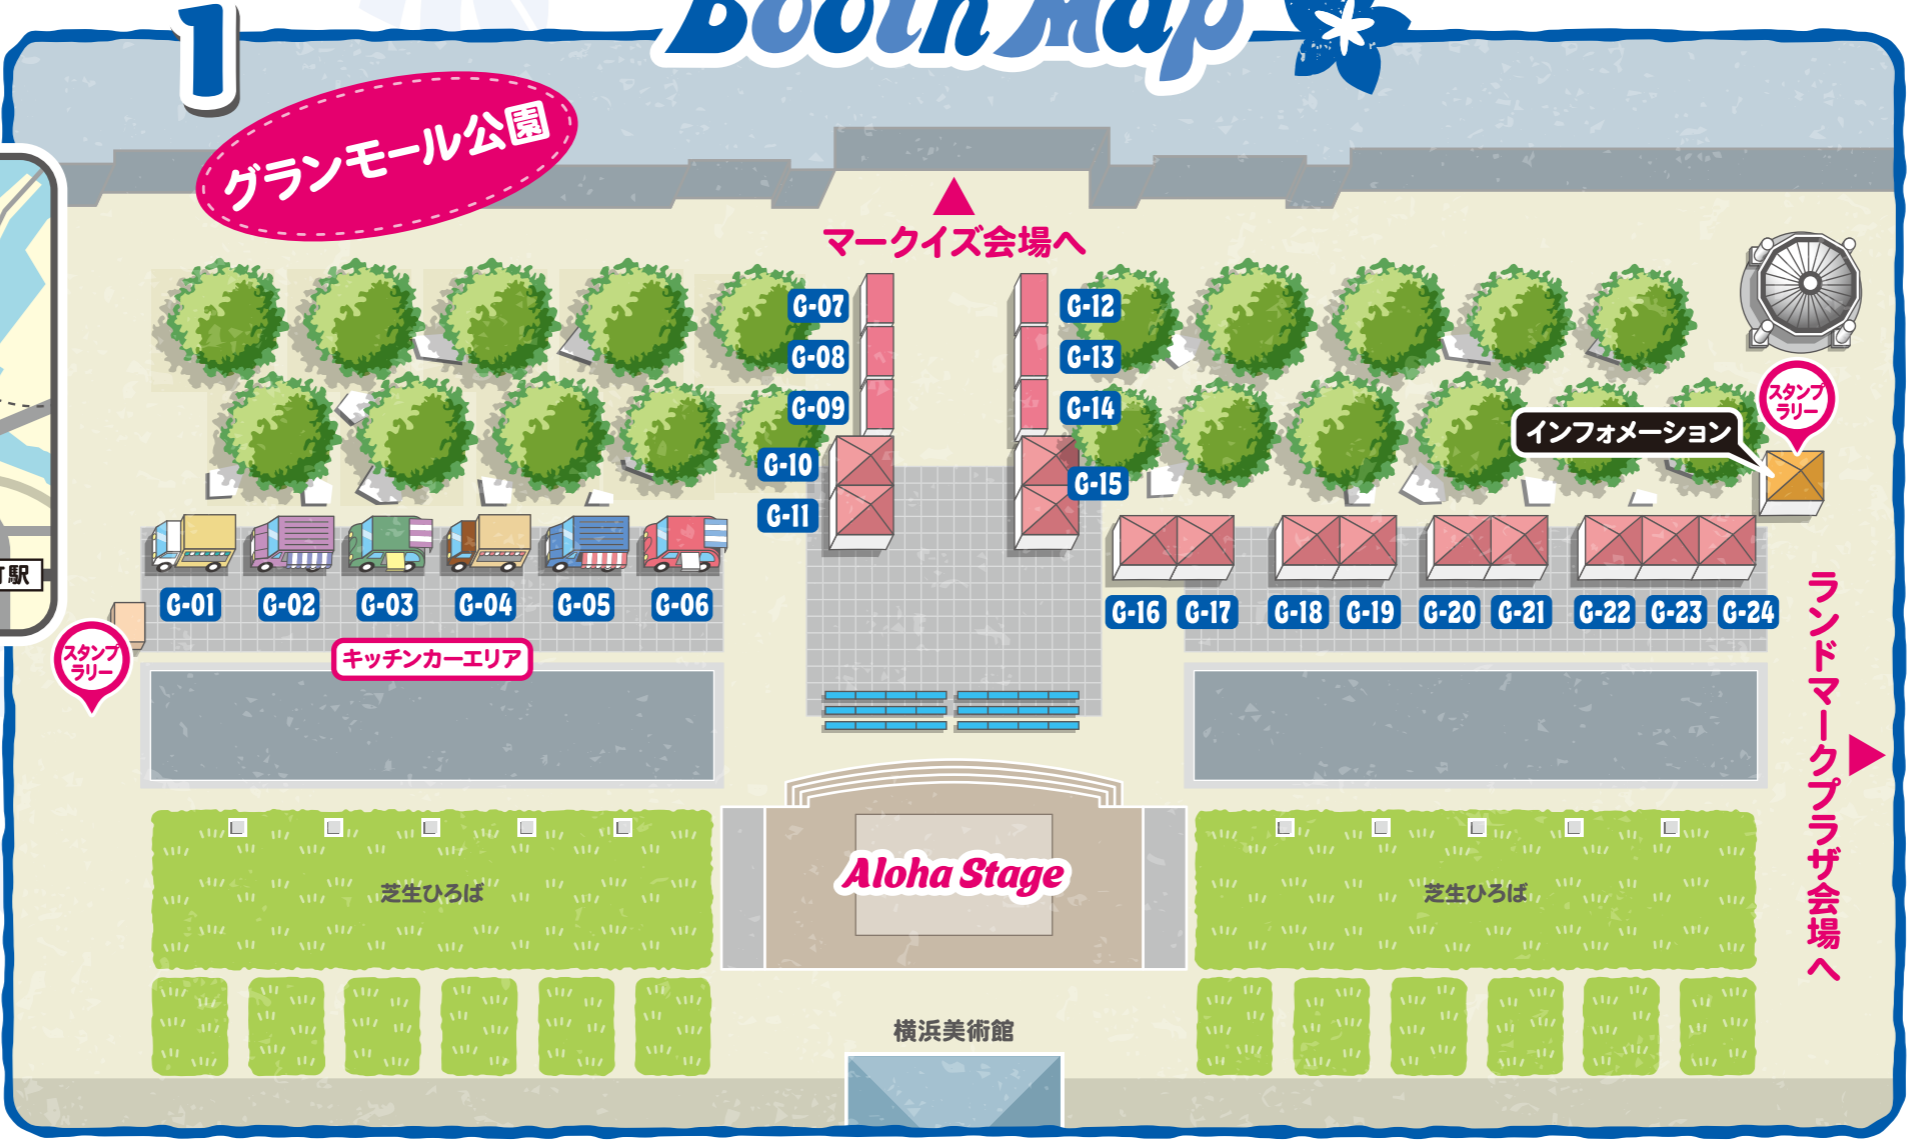 1
Booth Map
グランモール公園
マークイズ会場へ
G-07
G-08
G-09
G-10
G-11
G-12
G-13
G-14
G-15
スタンプ
ラリー
インフォメーション
町駅
G-01
G-02
G-03
G-04
G-05
G-06
キッチンカーエリア
スタンプ
ラリー
G-16
G-17
G-18
G-19
G-20
G-21
G-22
G-23
G-24
ランドマークプラザ会場へ
Aloha Stage
芝生ひろば
芝生ひろば
横浜美術館